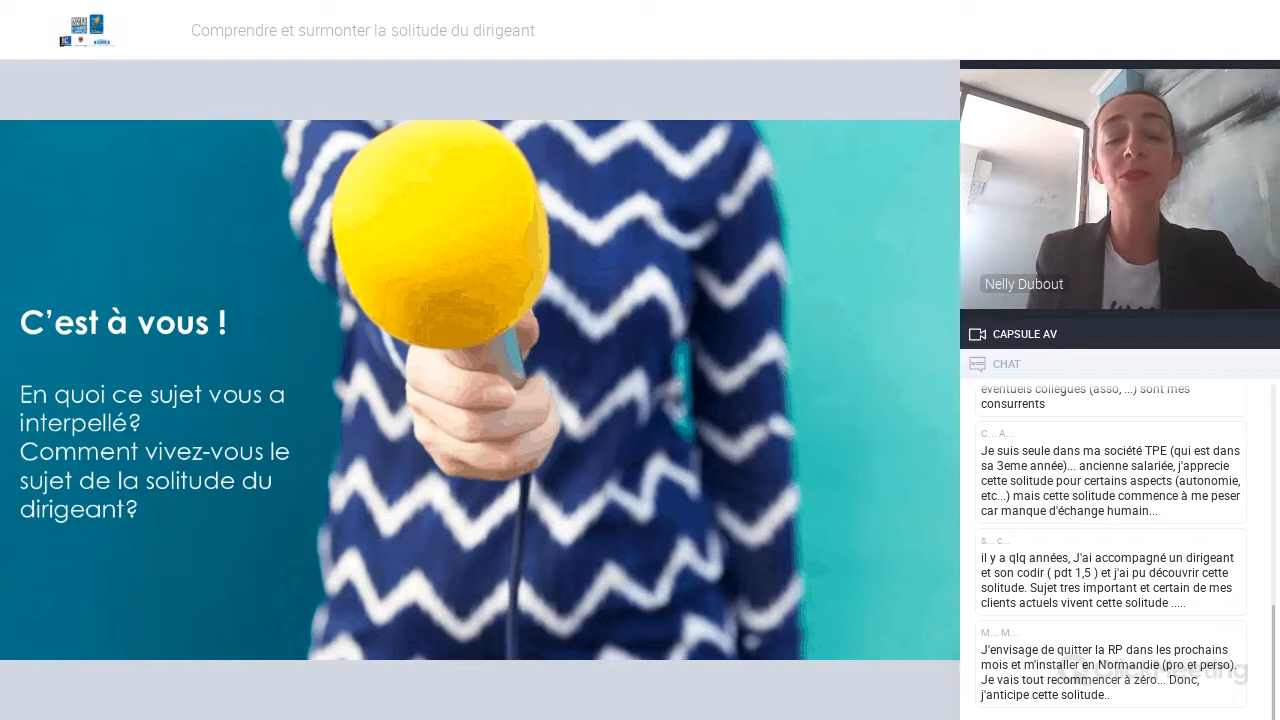 Comprendre et surmonter la solitude du dirigeant
C'est à vous !
En quoi ce sujet vous a
interpellé?
Comment vivez-vous le
sujet de la solitude du
dirigeant?
Nelly Dubout
CAPSULE AV
CHAT
éventuels collègues (asso, ...) sont mes
consurrents
C... A...
Je suis seule dans ma société TPE (qui est dans
sa 3eme année)... ancienne salariée, j'apprecie
cette solitude pour certains aspects (autonomie,
etc...) mais cette solitude commence à me peser
car manque d'échange humain...
s... c...
il y a qlq années, J'ai accompagné un dirigeant
et son codir ( pdt 1,5 ) et j'ai pu découvrir cette
solitude. Sujet tres important et certain de mes
clients actuels vivent cette solitude .....
M... M...
J'envisage de quitter la RP dans les prochains
mois et m'installer en Normandie (pro et perso).
Je vais tout recommencer à zéro... Donc,
j'anticipe cette solitude..
ClickMeeting